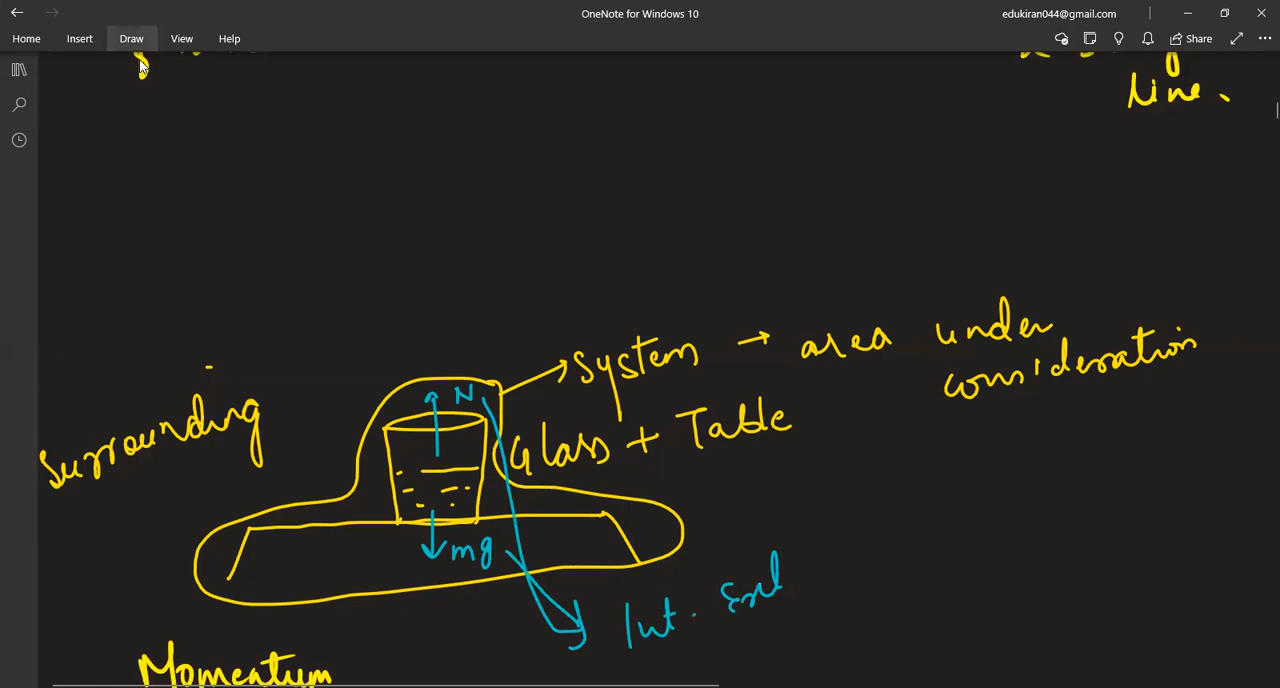 OneNote for Windows 10
edukiran044@gmail.com
Home Insert Draw View Help
Share
line.
System → area under
consideration
Surrounding
N
Glass + Table
mg
Int.
Momentum